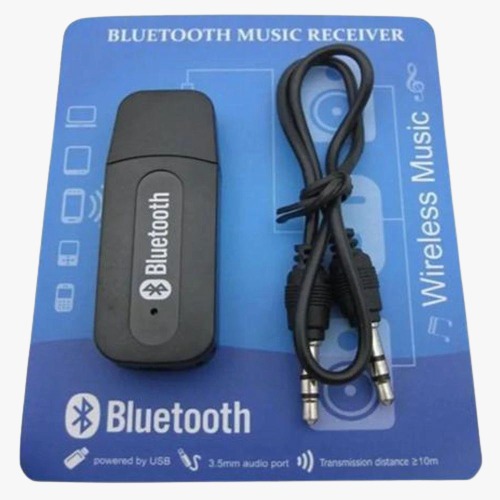 BLUETOOTH MUSIC RECEIVER
Bluetooth
Wireless Music
Bluetooth
powered by USB
3.5mm audio port
Transmission distance ≥10m